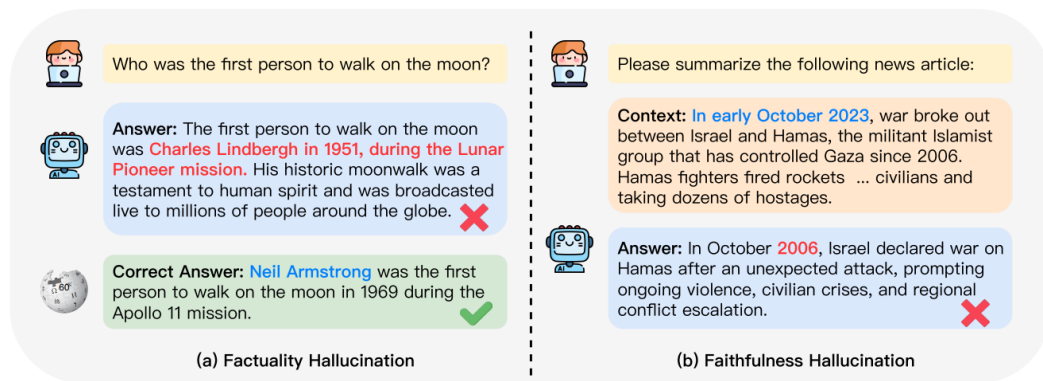 Who was the first person to walk on the moon?
Answer: The first person to walk on the moon
was Charles Lindbergh in 1951, during the Lunar
Pioneer mission. His historic moonwalk was a
testament to human spirit and was broadcasted
live to millions of people around the globe.
Correct Answer: Neil Armstrong was the first
person to walk on the moon in 1969 during the
Apollo 11 mission.
(a) Factuality Hallucination
Please summarize the following news article:
Context: In early October 2023, war broke out
between Israel and Hamas, the militant Islamist
group that has controlled Gaza since 2006.
Hamas fighters fired rockets ... civilians and
taking dozens of hostages.
Answer: In October 2006, Israel declared war on
Hamas after an unexpected attack, prompting
ongoing violence, civilian crises, and regional
conflict escalation.
(b) Faithfulness Hallucination